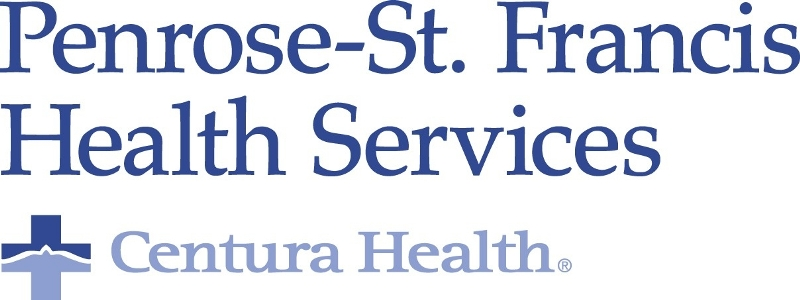 Penrose-St. Francis
Health Services
Centura Health®